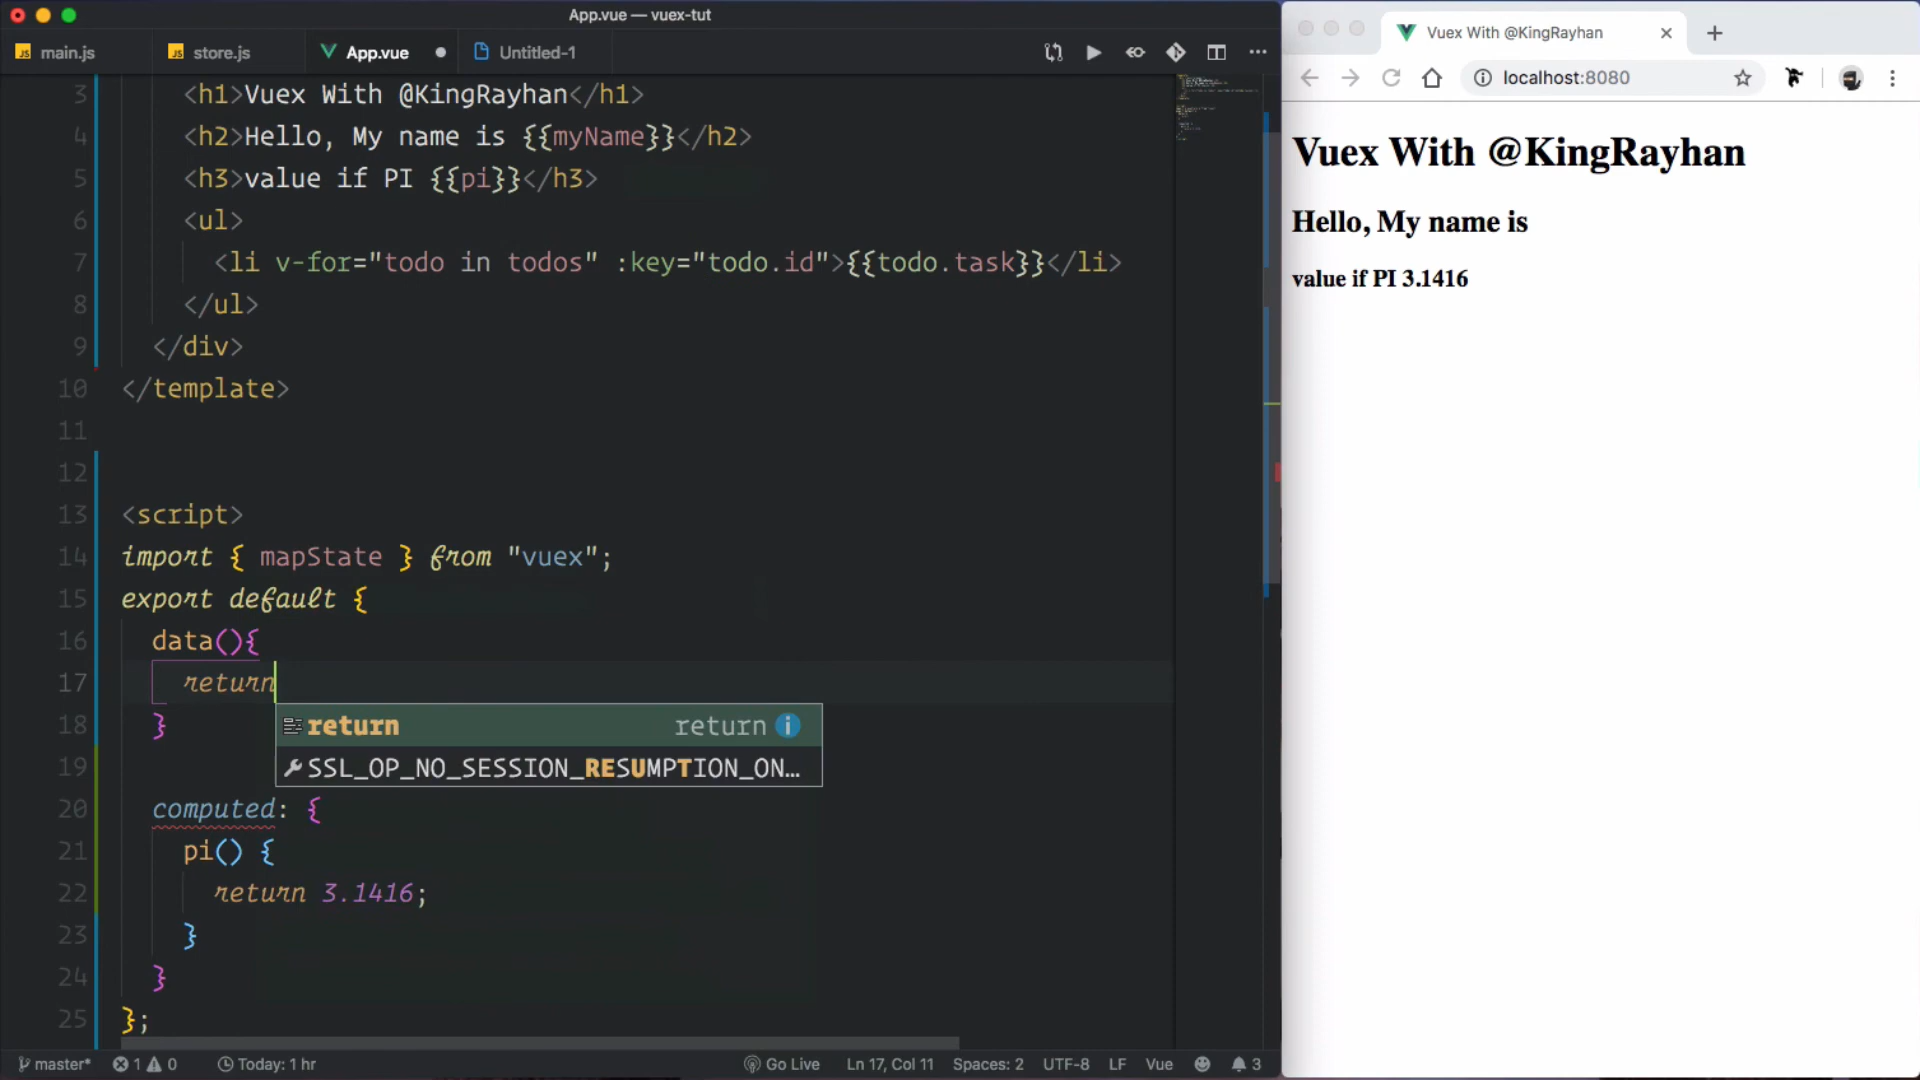 App.vue — vuex-tut
main.js
store.js
App.vue
Untitled-1
3 <h1>Vuex With @KingRayhan</h1>
4 <h2>Hello, My name is {{myName}}</h2>
5 <h3>value if PI {{pi}}</h3>
6 <ul>
7 <li v-for="todo in todos" :key="todo.id">{{todo.task}}</li>
8 </ul>
9 </div>
10 </template>
11
12
13 <script>
14 import { mapState } from "vuex";
15 export default {
16 data(){
17 return
18 }
return return
19
SSL_OP_NO_SESSION_RESUMPTION_ON...
20 computed: {
21 pi() {
22 return 3.1416;
23 }
24 }
25 };
master* 1 0 Today: 1 hr Go Live Ln 17, Col 11 Spaces: 2 UTF-8 LF Vue 3
Vuex With @KingRayhan
localhost:8080
Vuex With @KingRayhan
Hello, My name is
value if PI 3.1416